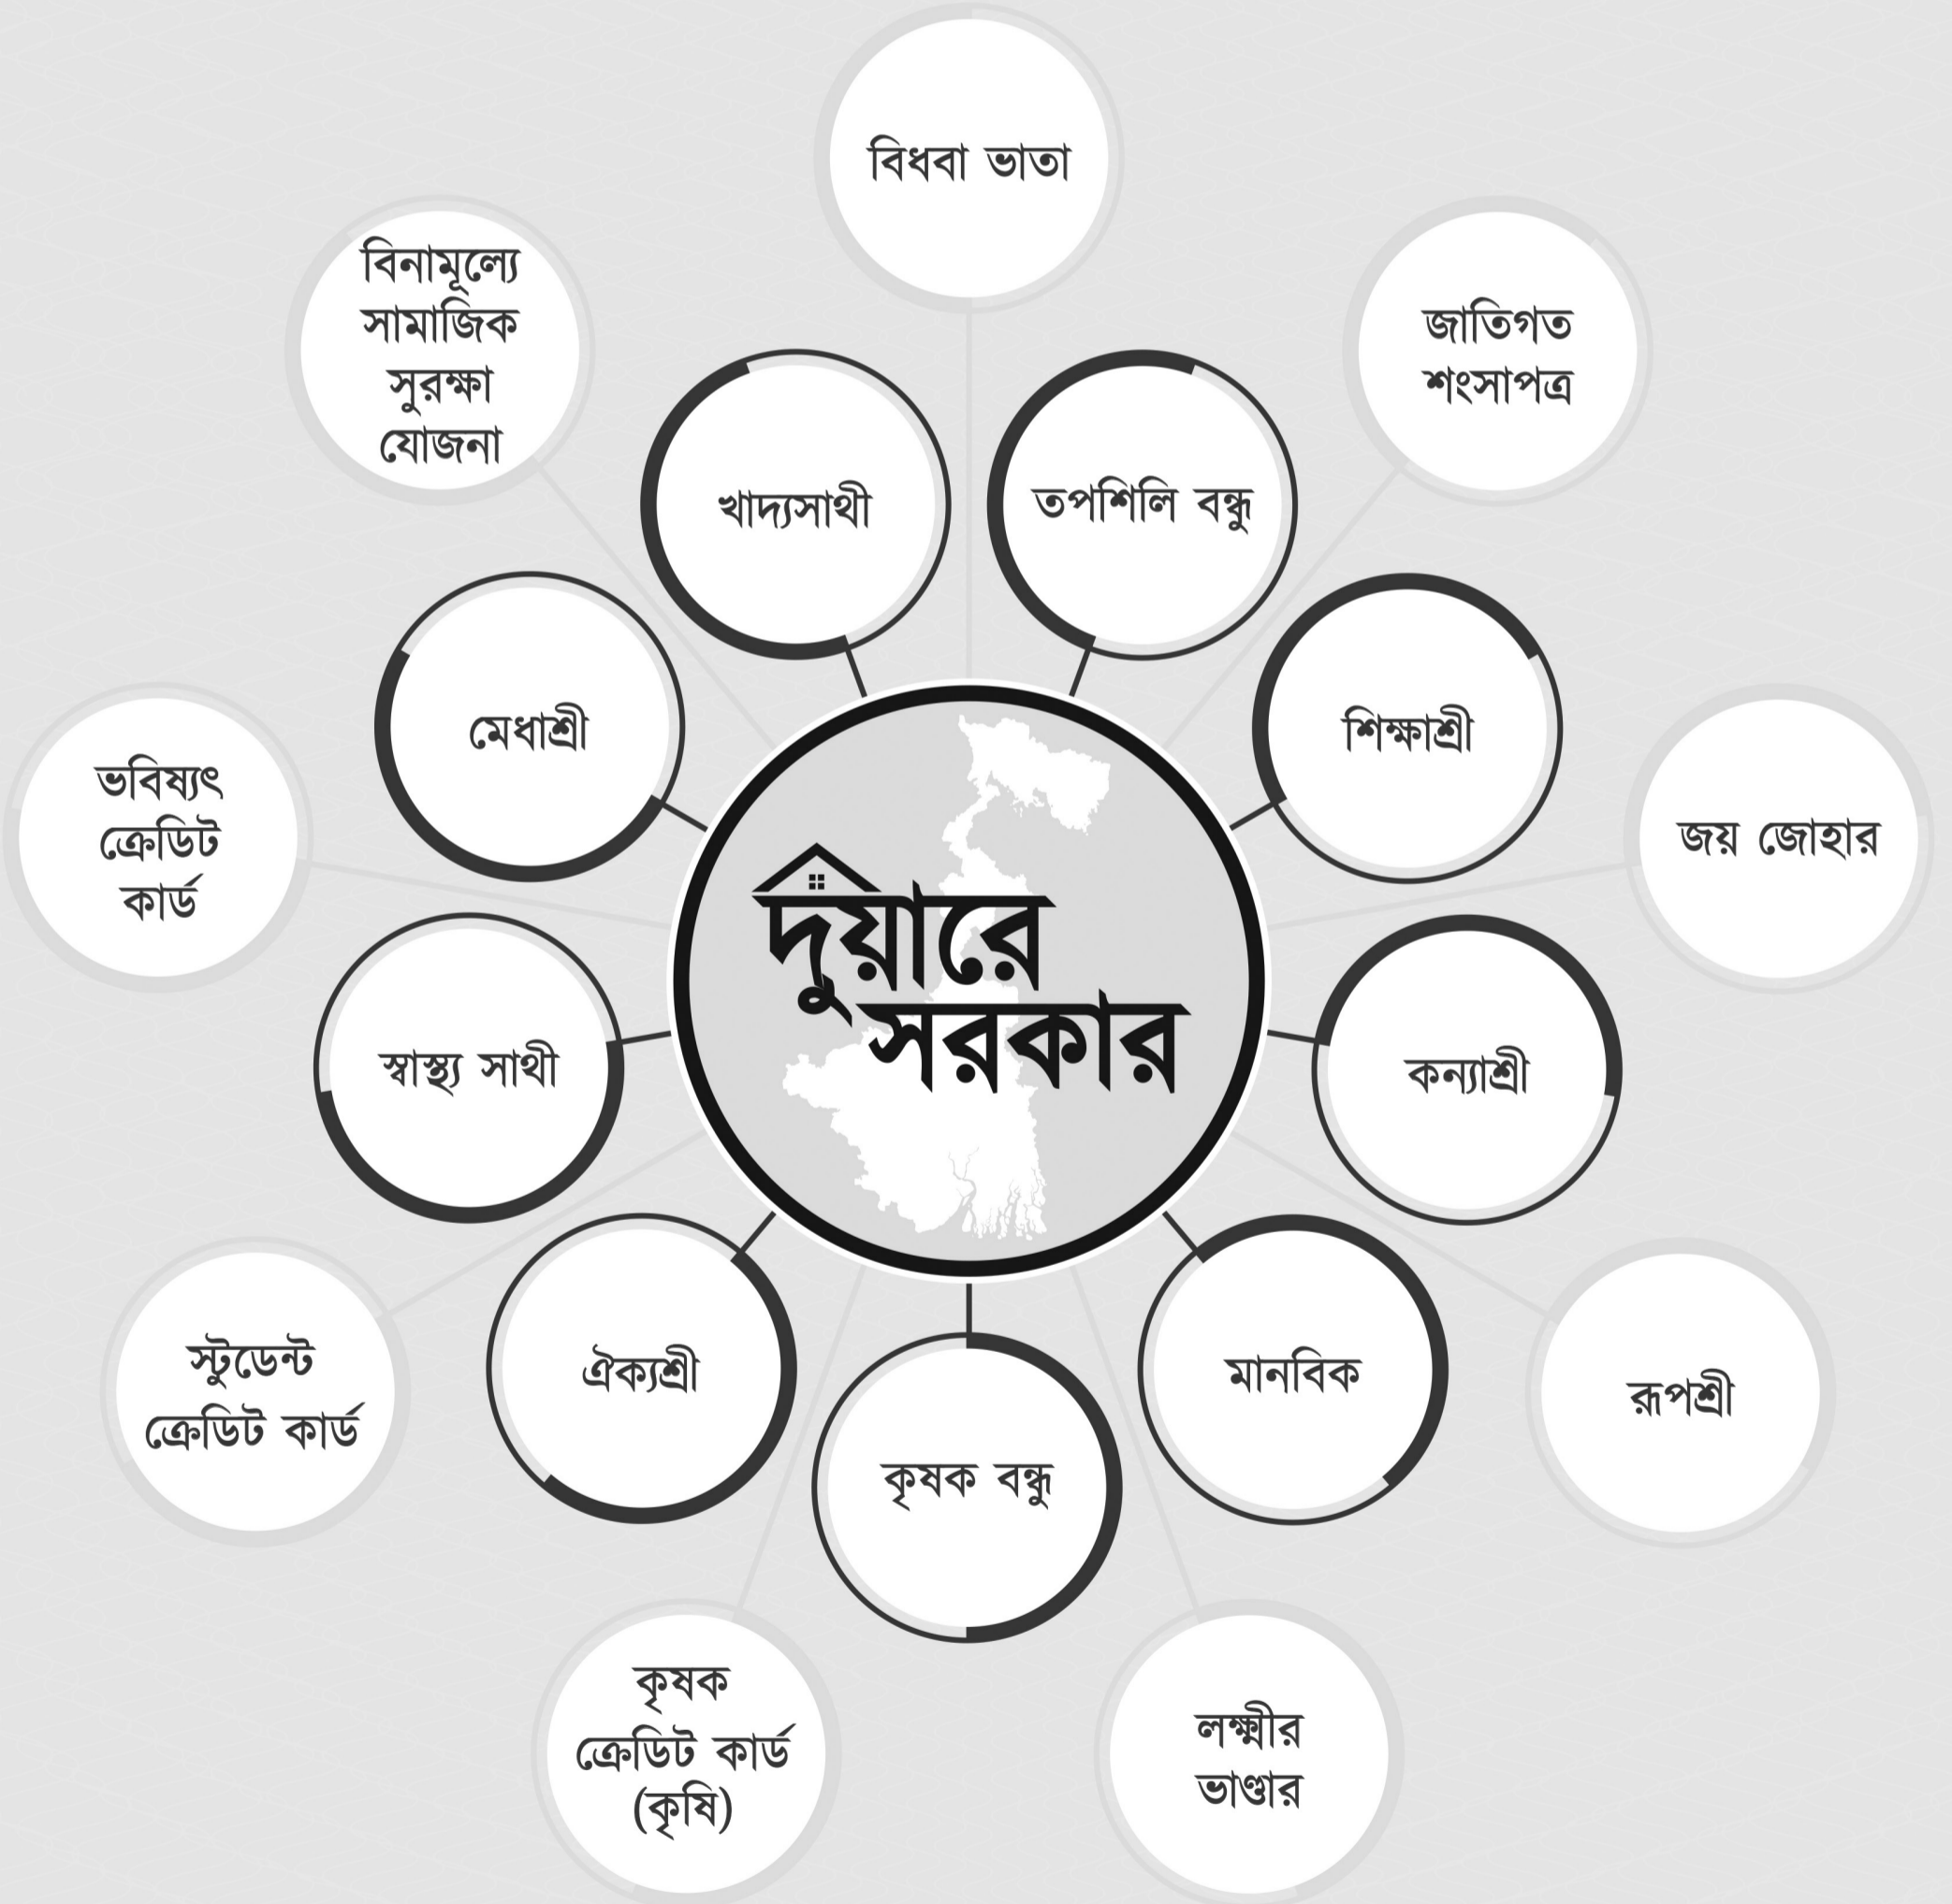 বিধবা ভাতা
বিনামূল্যে
সামাজিক
সুরক্ষা
যোজনা
জাতিগত
শংসাপত্র
খাদ্যসাথী
তপশিলি বন্ধু
মেধাশ্রী
শিক্ষাশ্রী
ভবিষ্যৎ
ক্রেডিট
কার্ড
জয় জোহার
দুয়ারে
সরকার
স্বাস্থ্য সাথী
কন্যাশ্রী
স্টুডেন্ট
ক্রেডিট কার্ড
ঐক্যশ্রী
মানবিক
রূপশ্রী
কৃষক বন্ধু
কৃষক
ক্রেডিট কার্ড
(কৃষি)
লক্ষ্মীর
ভাণ্ডার